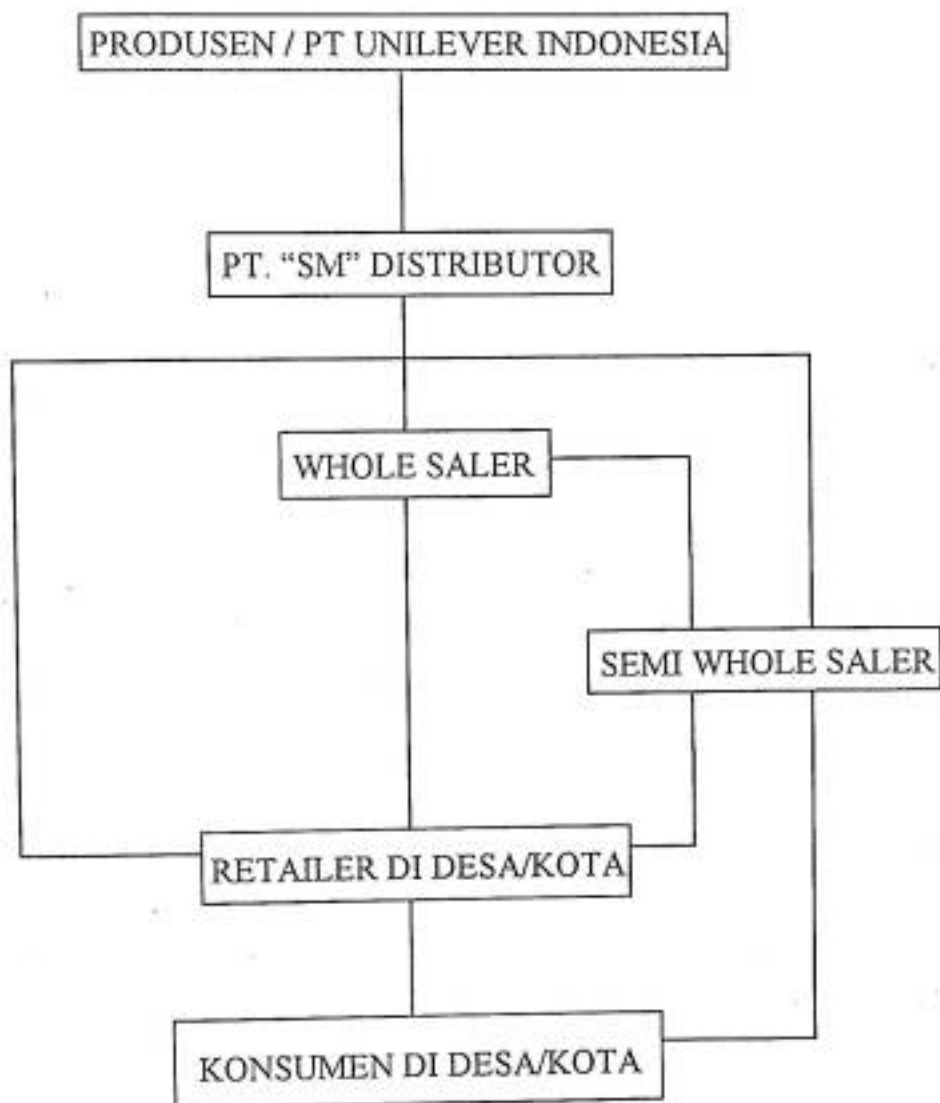 PRODUSEN / PT UNILEVER INDONESIA
PT. “SM” DISTRIBUTOR
WHOLE SALER
SEMI WHOLE SALER
RETAILER DI DESA/KOTA
KONSUMEN DI DESA/KOTA